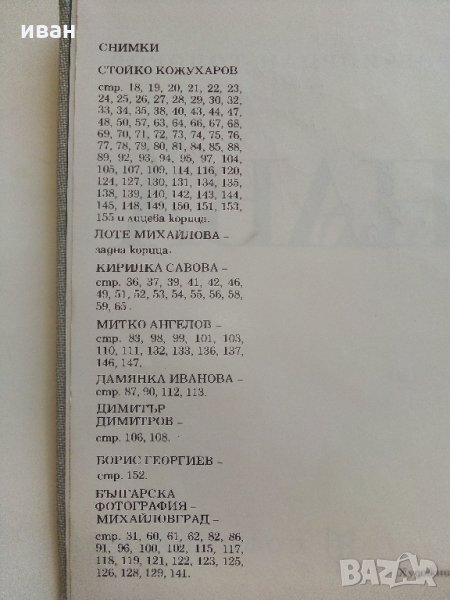 иван
СНИМКИ
СТОЙКО КОЖУХАРОВ
стр. 18, 19, 20, 21, 22, 23,
24, 25, 26, 27, 28, 29, 30, 32,
33, 34, 35, 38, 40, 43, 44, 47,
48, 50, 57, 63, 64, 66, 67, 68,
69, 70, 71, 72, 73, 74, 75, 76,
77, 78, 79, 80, 81, 84, 85, 88,
89, 92, 93, 94, 95, 97, 104,
105, 107, 109, 114, 116, 120,
124, 127, 130, 131, 134, 135,
138, 139, 140, 142, 143, 144,
145, 148, 149, 150, 151, 153,
155 и лицева корица.
ЛОТЕ МИХАЙЛОВА –
задна корица.
КИРИЛКА САВОВА –
стр. 36, 37, 39, 41, 42, 46,
49, 51, 52, 53, 54, 55, 56, 58,
59, 65.
МИТКО АНГЕЛОВ –
стр. 83, 98, 99, 101, 103,
110, 111, 132, 133, 136, 137,
146, 147.
ДАМЯНКА ИВАНОВА –
стр. 87, 90, 112, 113.
ДИМИТЪР
ДИМИТРОВ –
стр. 106, 108.
БОРИС ГЕОРГИЕВ –
стр. 152.
БЪЛГАРСКА
ФОТОГРАФИЯ –
МИХАЙЛОВГРАД –
стр. 31, 60, 61, 62, 82, 86,
91, 96, 100, 102, 115, 117,
118, 119, 121, 122, 123, 125,
126, 128, 129, 141.
bazar